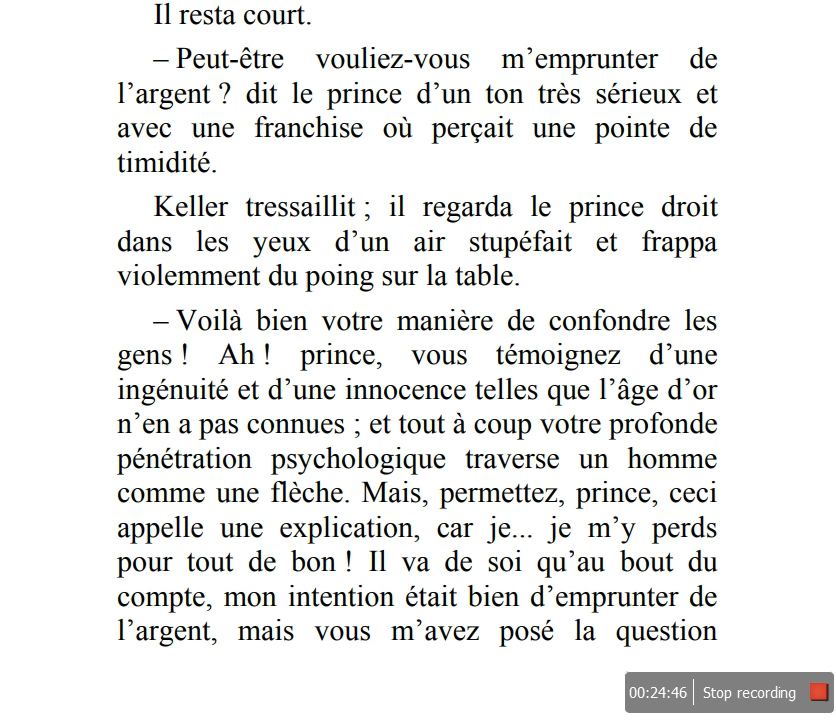 Il resta court.
– Peut-être vouliez-vous m’emprunter de
l’argent ? dit le prince d’un ton très sérieux et
avec une franchise où perçait une pointe de
timidité.
Keller tressaillit ; il regarda le prince droit
dans les yeux d’un air stupéfait et frappa
violemment du poing sur la table.
– Voilà bien votre manière de confondre les
gens ! Ah ! prince, vous témoignez d’une
ingénuité et d’une innocence telles que l’âge d’or
n’en a pas connues ; et tout à coup votre profonde
pénétration psychologique traverse un homme
comme une flèche. Mais, permettez, prince, ceci
appelle une explication, car je... je m’y perds
pour tout de bon ! Il va de soi qu’au bout du
compte, mon intention était bien d’emprunter de
l’argent, mais vous m’avez posé la question
00:24:46 Stop recording